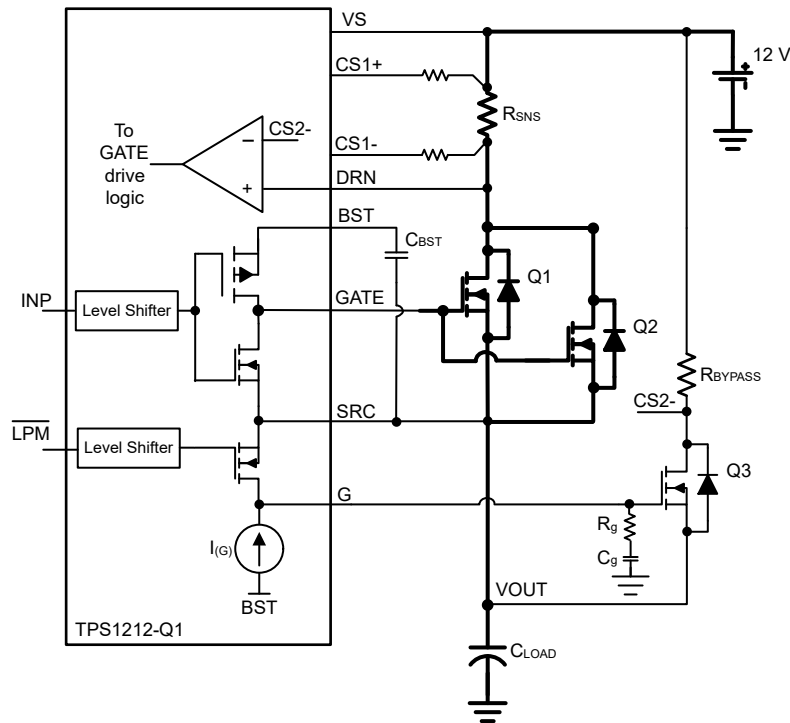 VS
12 V
CS1+
RSNS
To
GATE
drive
logic
CS2-
CS1-
DRN
BST
CBST
INP
Level Shifter
GATE
Q1
Q2
RBYPASS
CS2-
SRC
LPM
Level Shifter
Q3
G
Rg
Cg
I(G)
BST
VOUT
TPS1212-Q1
CLOAD